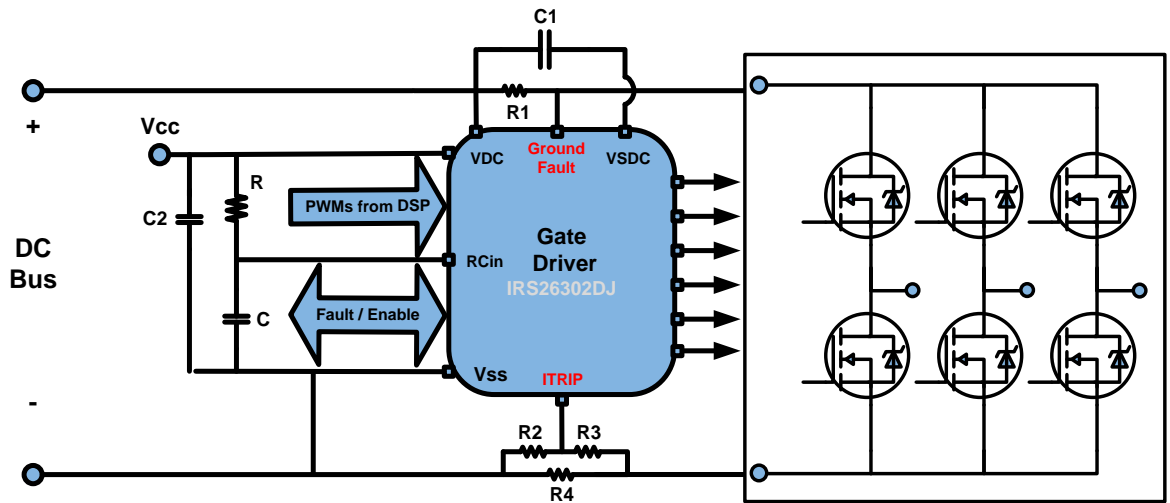 C1
R1
+
Vcc
VDC
Ground
Fault
VSDC
R
C2
PWMs from DSP
DC
Bus
Gate
Driver
IRS26302DJ
RCin
C
Fault / Enable
Vss
ITRIP
-
R2
R3
R4